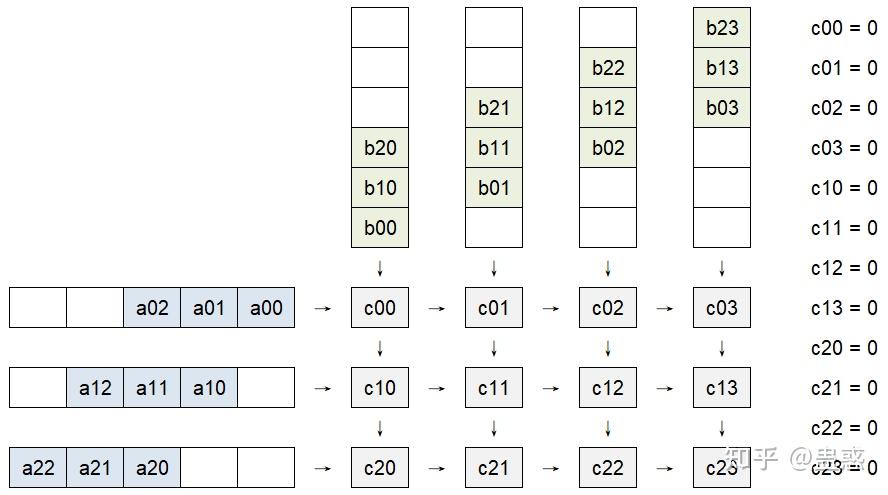 b23 c00 = 0
b22 b13 c01 = 0
b21 b12 b03 c02 = 0
b20 b11 b02 c03 = 0
b10 b01 c10 = 0
b00 c11 = 0
↓ ↓ ↓ ↓ c12 = 0
a02 a01 a00 → c00 → c01 → c02 → c03 c13 = 0
↓ ↓ ↓ ↓ c20 = 0
a12 a11 a10 → c10 → c11 → c12 → c13 c21 = 0
↓ ↓ ↓ ↓ c22 = 0
a22 a21 a20 → c20 → c21 → c22 → c23 c23 = 0
知乎 @蛊惑